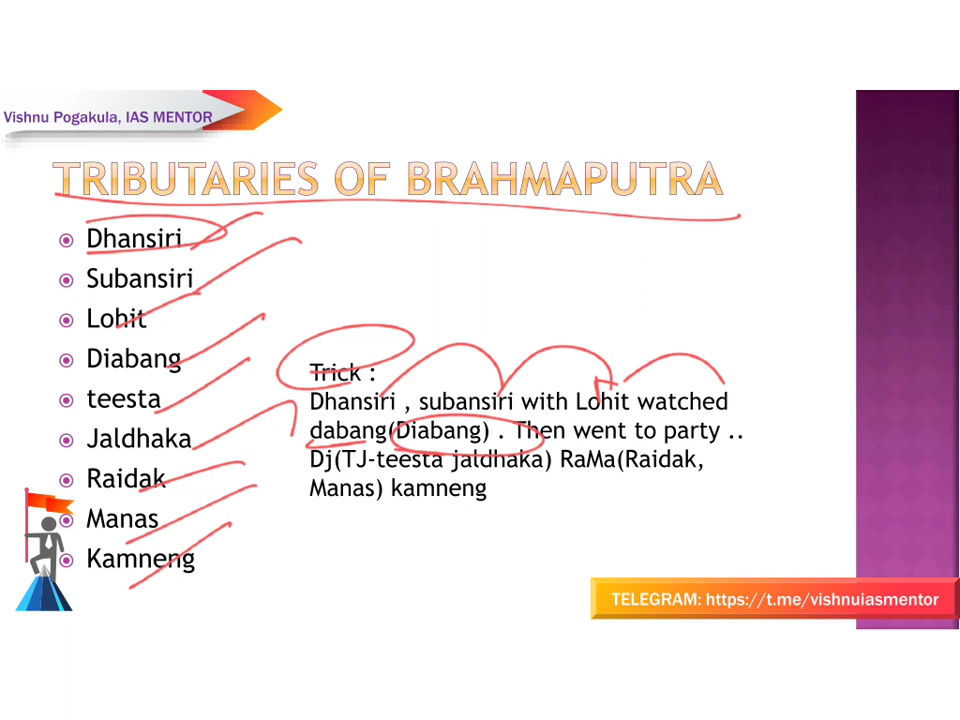 Vishnu Pogakula, IAS MENTOR
TRIBUTARIES OF BRAHMAPUTRA
Dhansiri
Subansiri
Lohit
Diabang
teesta
Jaldhaka
Raidak
Manas
Kamneng
Trick :
Dhansiri , subansiri with Lohit watched
dabang(Diabang) . Then went to party ..
Dj(TJ-teesta jaldhaka) RaMa(Raidak,
Manas) kamneng
TELEGRAM: https://t.me/vishnuiasmentor